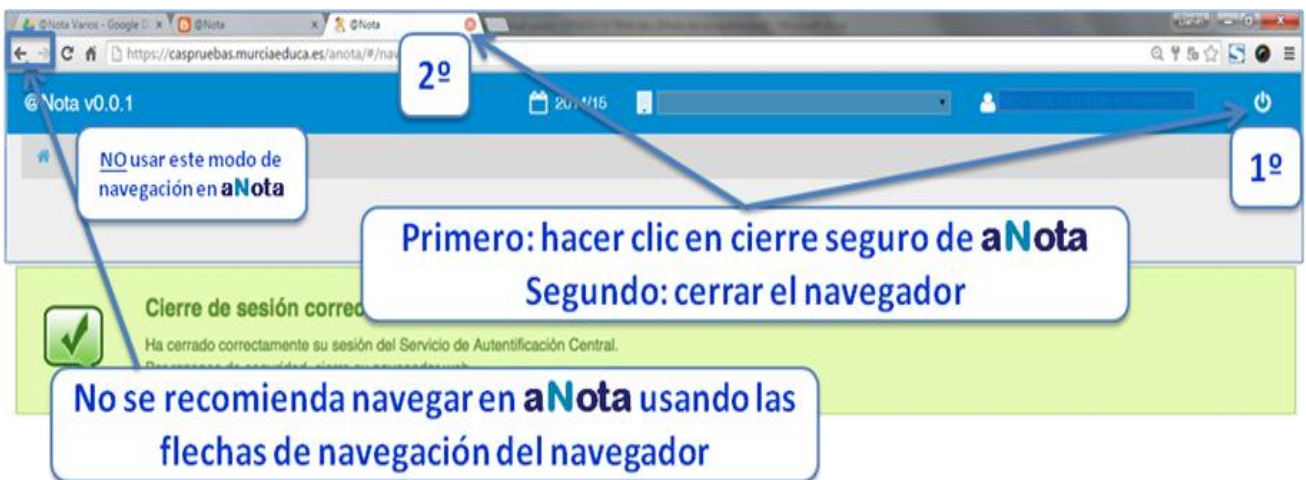 @Nota Varios - Google D
@Nota
@Nota
https://caspruebas.murciaeduca.es/anota/#/nav
2º
@Nota v0.0.1
2014/15
NO usar este modo de
navegación en aNota
1º
Primero: hacer clic en cierre seguro de aNota
Segundo: cerrar el navegador
Cierre de sesión correc
Ha cerrado correctamente su sesión del Servicio de Autentificación Central.
No se recomienda navegar en aNota usando las
flechas de navegación del navegador